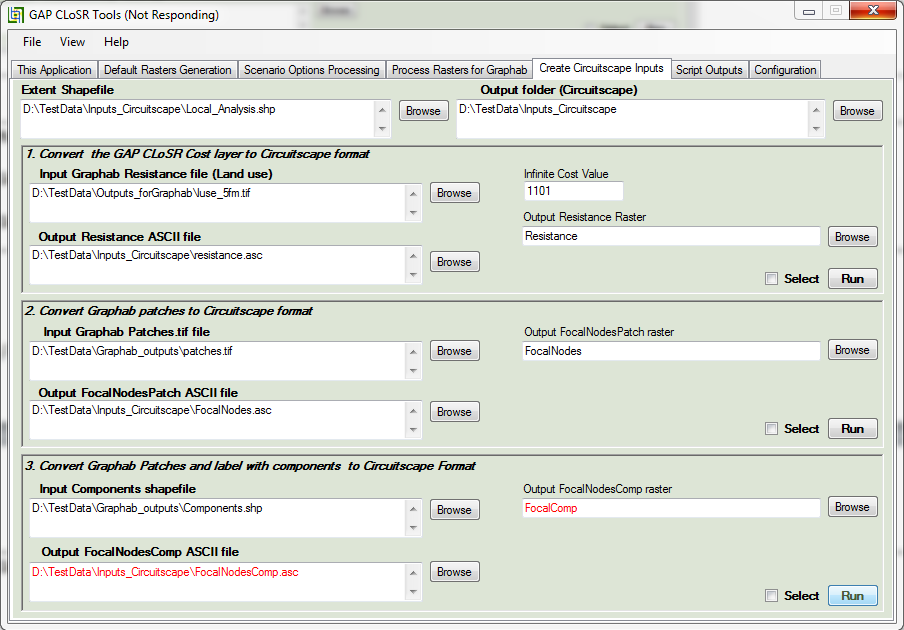 GAP CLoSR Tools (Not Responding)
File View Help
This Application Default Rasters Generation Scenario Options Processing Process Rasters for Graphab Create Circuitscape Inputs Script Outputs Configuration
Extent Shapefile Output folder (Circuitscape)
D:\TestData\Inputs_Circuitscape\Local_Analysis.shp Browse D:\TestData\Inputs_Circuitscape Browse
1. Convert the GAP CLoSR Cost layer to Circuitscape format
Input Graphab Resistance file (Land use) Infinite Cost Value
D:\TestData\Outputs_forGraphab\luse_5fm.tif Browse 1101
Output Resistance Raster
Output Resistance ASCII file Resistance Browse
D:\TestData\Inputs_Circuitscape\resistance.asc Browse
Select Run
2. Convert Graphab patches to Circuitscape format
Input Graphab Patches.tif file Output FocalNodesPatch raster
D:\TestData\Graphab_outputs\patches.tif Browse FocalNodes Browse
Output FocalNodesPatch ASCII file
D:\TestData\Inputs_Circuitscape\FocalNodes.asc Browse
Select Run
3. Convert Graphab Patches and label with components to Circuitscape Format
Input Components shapefile Output FocalNodesComp raster
D:\TestData\Graphab_outputs\Components.shp Browse FocalComp Browse
Output FocalNodesComp ASCII file
D:\TestData\Inputs_Circuitscape\FocalNodesComp.asc Browse
Select Run